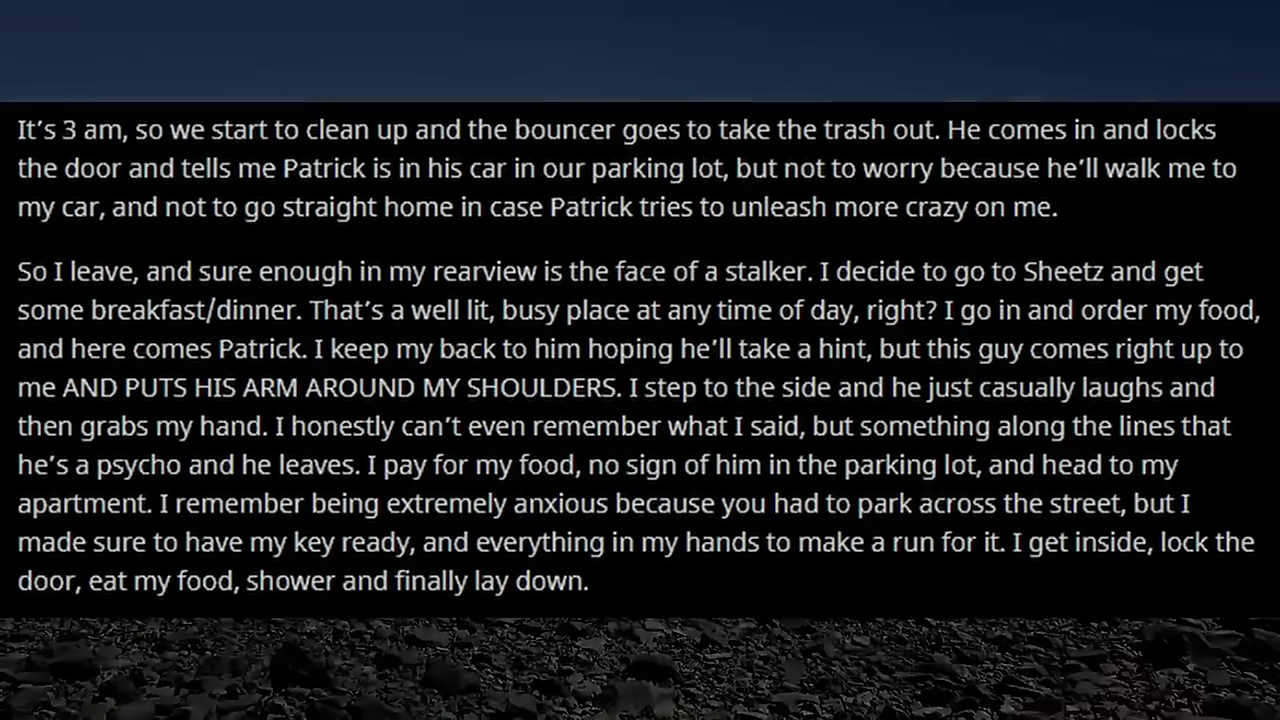 It’s 3 am, so we start to clean up and the bouncer goes to take the trash out. He comes in and locks
the door and tells me Patrick is in his car in our parking lot, but not to worry because he’ll walk me to
my car, and not to go straight home in case Patrick tries to unleash more crazy on me.
So I leave, and sure enough in my rearview is the face of a stalker. I decide to go to Sheetz and get
some breakfast/dinner. That’s a well lit, busy place at any time of day, right? I go in and order my food,
and here comes Patrick. I keep my back to him hoping he’ll take a hint, but this guy comes right up to
me AND PUTS HIS ARM AROUND MY SHOULDERS. I step to the side and he just casually laughs and
then grabs my hand. I honestly can’t even remember what I said, but something along the lines that
he’s a psycho and he leaves. I pay for my food, no sign of him in the parking lot, and head to my
apartment. I remember being extremely anxious because you had to park across the street, but I
made sure to have my key ready, and everything in my hands to make a run for it. I get inside, lock the
door, eat my food, shower and finally lay down.